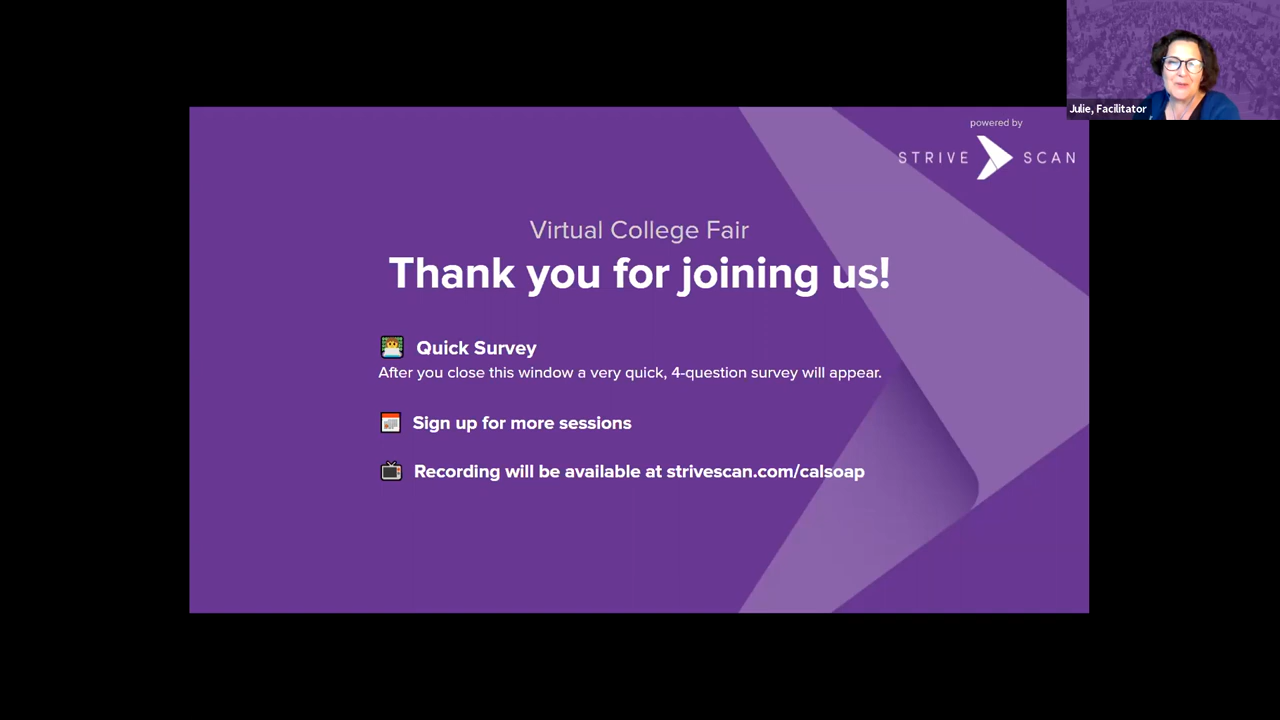 Julie, Facilitator
powered by
STRIVE SCAN
Virtual College Fair
Thank you for joining us!
Quick Survey
After you close this window a very quick, 4-question survey will appear.
Sign up for more sessions
Recording will be available at strivescan.com/calsoap